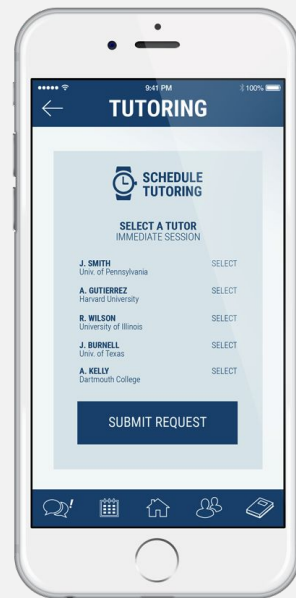 9:41 PM
100%
TUTORING
SCHEDULE
TUTORING
SELECT A TUTOR
IMMEDIATE SESSION
J. SMITH SELECT
Univ. of Pennsylvania
A. GUTIERREZ SELECT
Harvard University
R. WILSON SELECT
University of Illinois
J. BURNELL SELECT
Univ. of Texas
A. KELLY SELECT
Dartmouth College
SUBMIT REQUEST
!